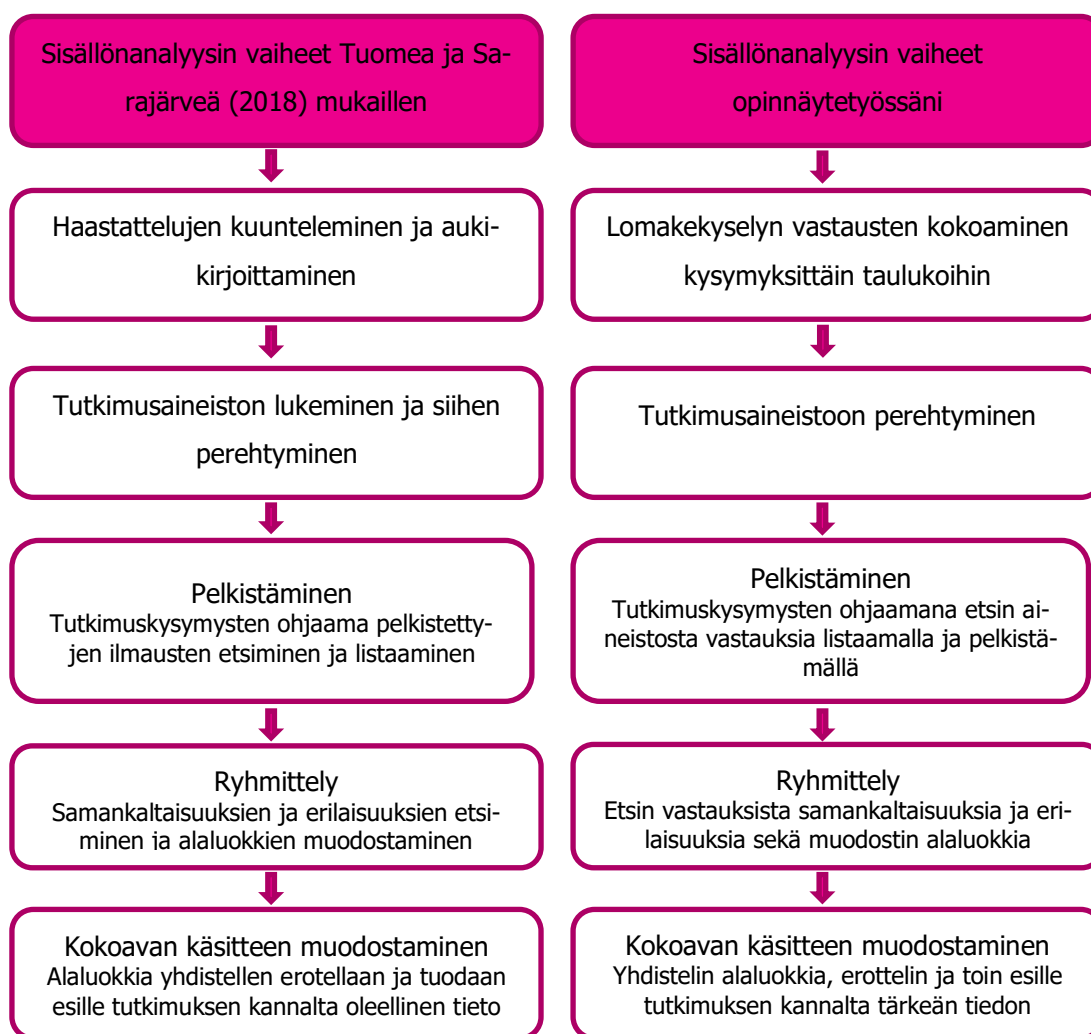 Sisällönanalyysin vaiheet Tuomea ja Sa-
rajärveä (2018) mukaillen
Haastattelujen kuunteleminen ja auki-
kirjoittaminen
Tutkimusaineiston lukeminen ja siihen
perehtyminen
Pelkistäminen
Tutkimuskysymysten ohjaama pelkistetty-
jen ilmausten etsiminen ja listaaminen
Ryhmittely
Samankaltaisuuksien ja erilaisuuksien etsi-
minen ja alaluokkien muodostaminen
Kokoavan käsitteen muodostaminen
Alaluokkia yhdistellen erotellaan ja tuodaan
esille tutkimuksen kannalta oleellinen tieto
Sisällönanalyysin vaiheet
opinnäytetyössäni
Lomakekyselyn vastausten kokoaminen
kysymyksittäin taulukoihin
Tutkimusaineistoon perehtyminen
Pelkistäminen
Tutkimuskysymysten ohjaamana etsin ai-
neistosta vastauksia listaamalla ja pelkistä-
mällä
Ryhmittely
Etsin vastauksista samankaltaisuuksia ja eri-
laisuuksia sekä muodostin alaluokkia
Kokoavan käsitteen muodostaminen
Yhdistelin alaluokkia, erottelin ja toin esille
tutkimuksen kannalta tärkeän tiedon